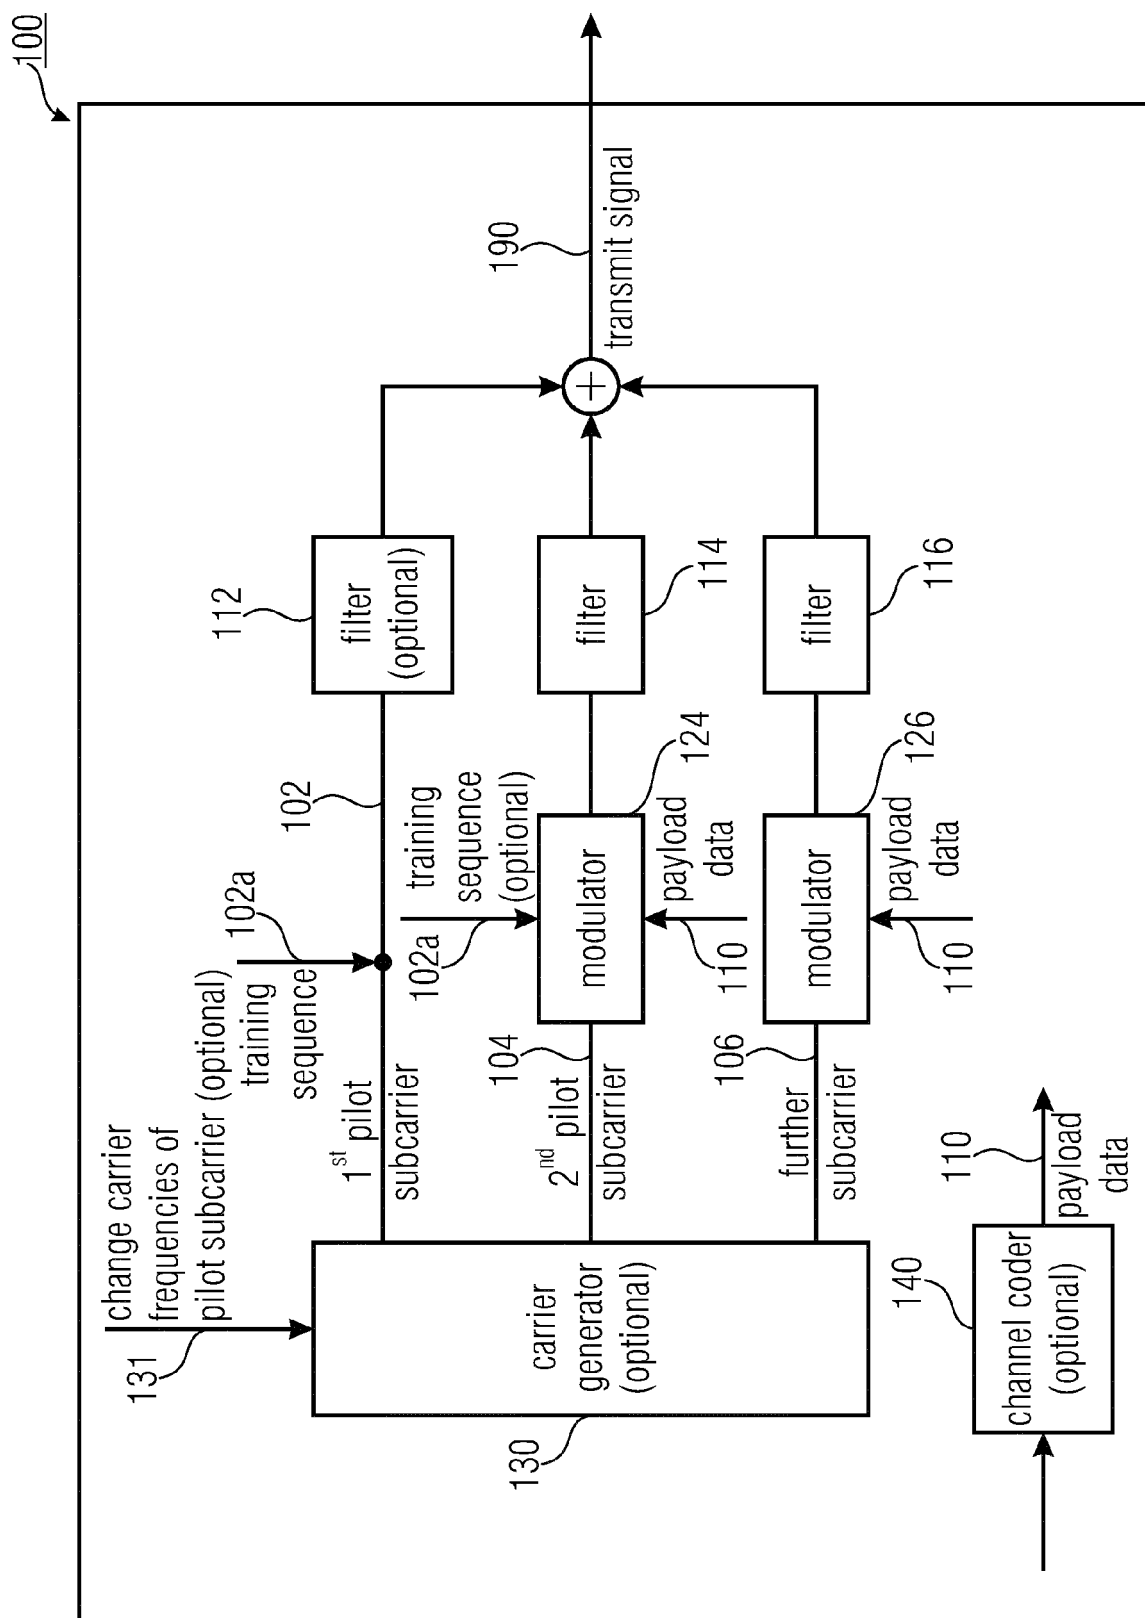 100
change carrier
frequencies of
pilot subcarrier (optional)
131
training
sequence
102a
102
1st pilot
subcarrier
112
filter
(optional)
training
sequence
(optional)
102a
104
2nd pilot
subcarrier
modulator
124
payload
data
110
filter
114
190
transmit signal
+
106
further
subcarrier
modulator
126
payload
data
110
filter
116
carrier
generator
(optional)
130
140
channel coder
(optional)
110
payload
data